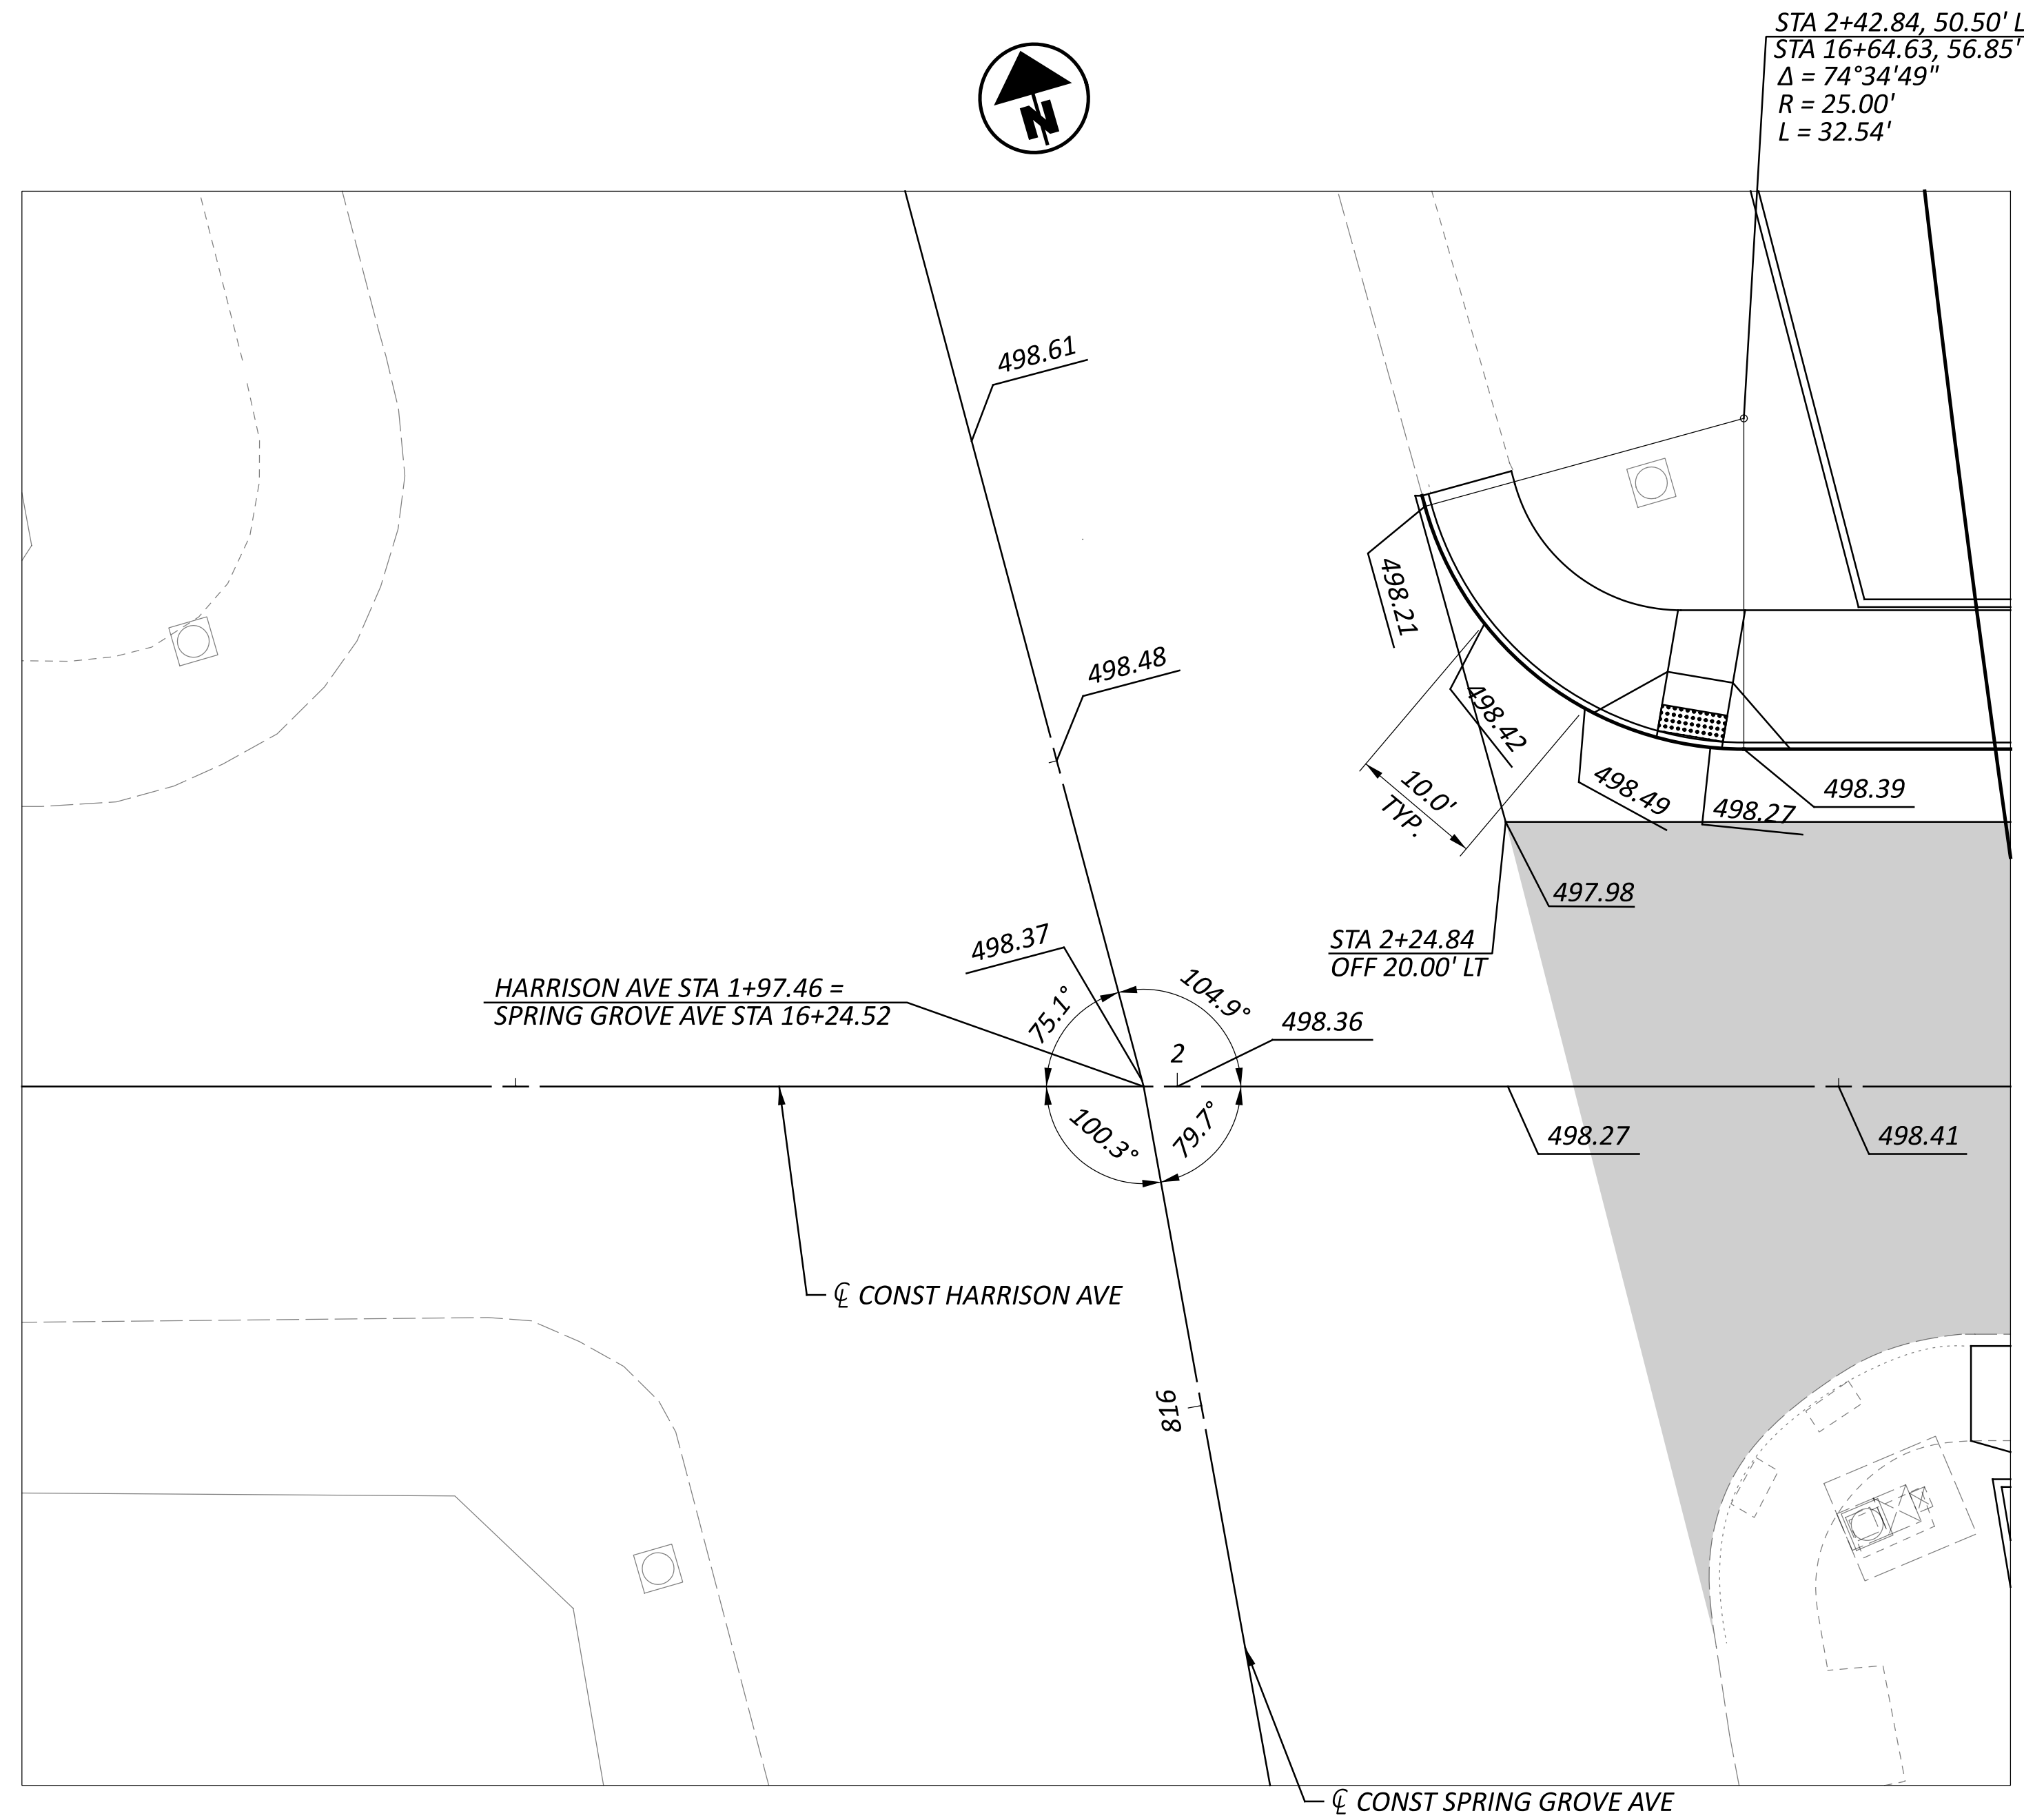 STA 2+42.84, 50.50' L
STA 16+64.63, 56.85'
Δ = 74°34'49"
R = 25.00'
L = 32.54'
N
498.61
498.48
498.21
498.42
10.0'
TYP.
498.49
498.27
498.39
497.98
STA 2+24.84
OFF 20.00' LT
498.37
HARRISON AVE STA 1+97.46 =
SPRING GROVE AVE STA 16+24.52
75.1°
104.9°
2
498.36
100.3°
79.7°
498.27
498.41
℄ CONST HARRISON AVE
816
℄ CONST SPRING GROVE AVE